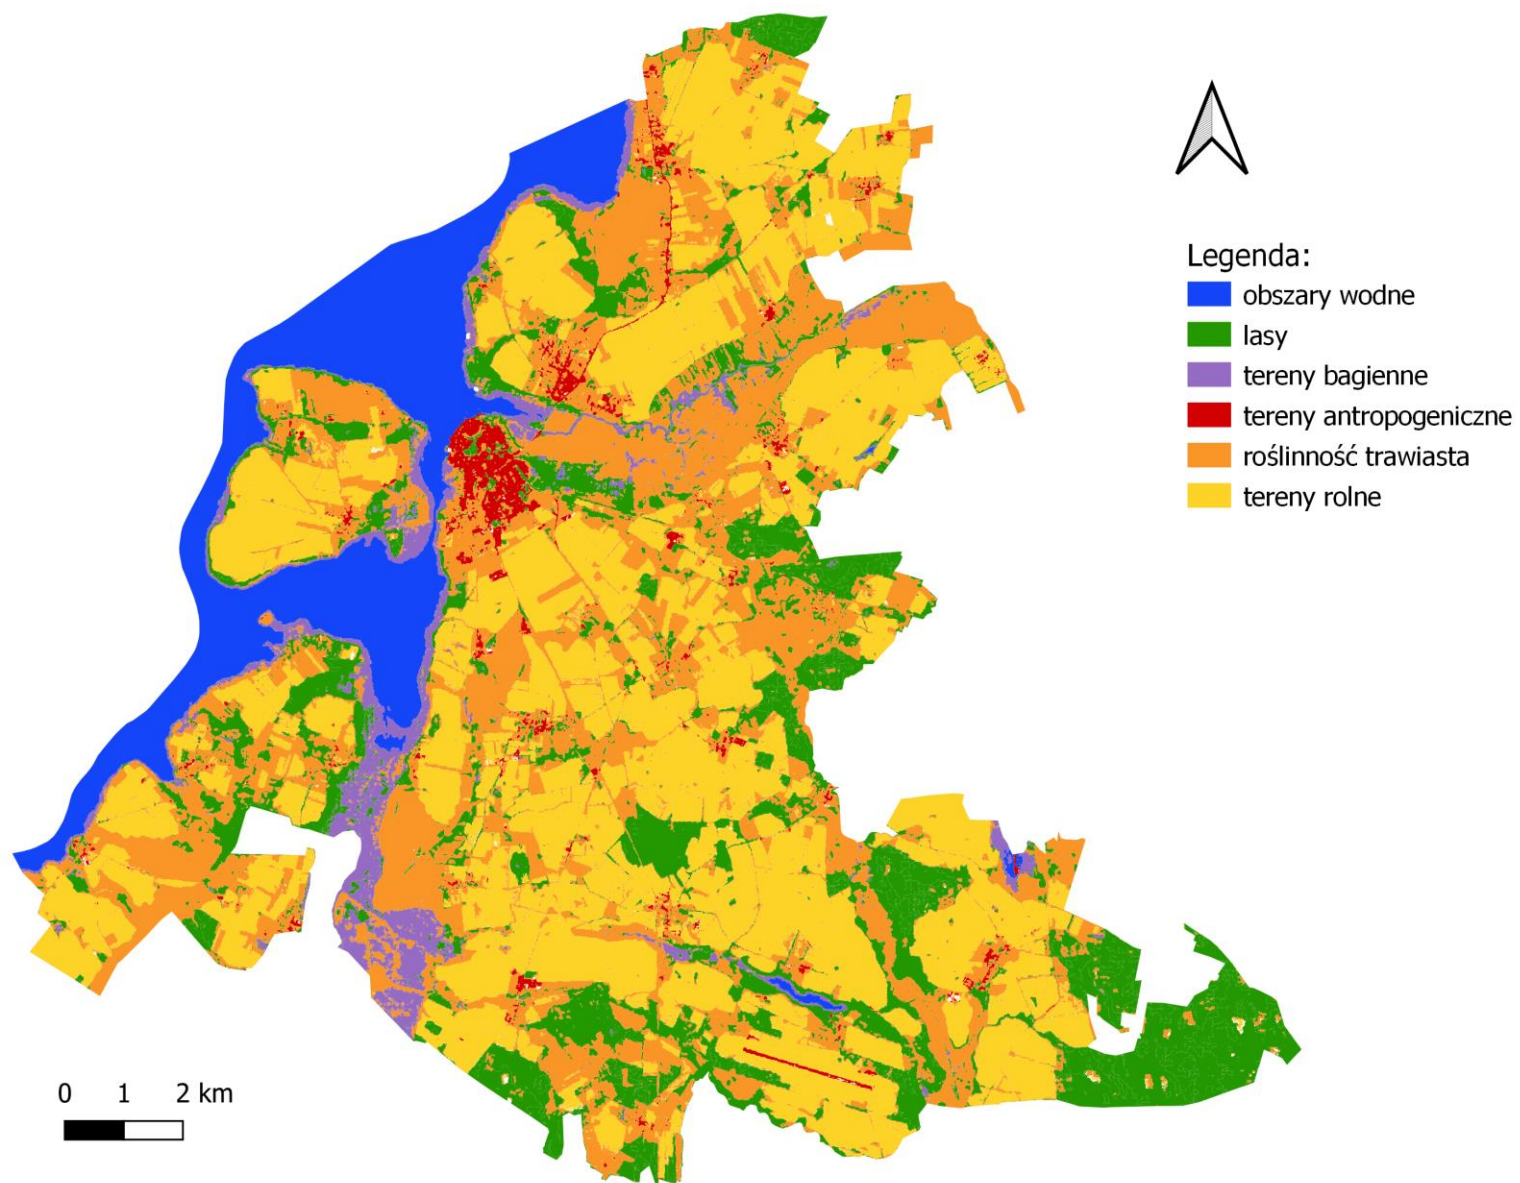 Legenda:
obszary wodne
lasy
tereny bagienne
tereny antropogeniczne
roślinność trawiasta
tereny rolne
0 1 2 km